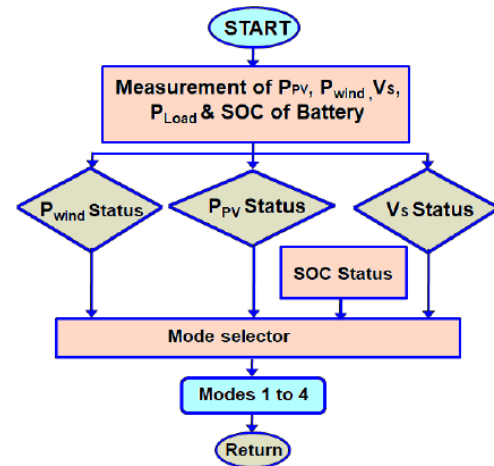 START
Measurement of PPV, Pwind, VS,
PLoad & SOC of Battery
Pwind Status
PPV Status
VS Status
SOC Status
Mode selector
Modes 1 to 4
Return